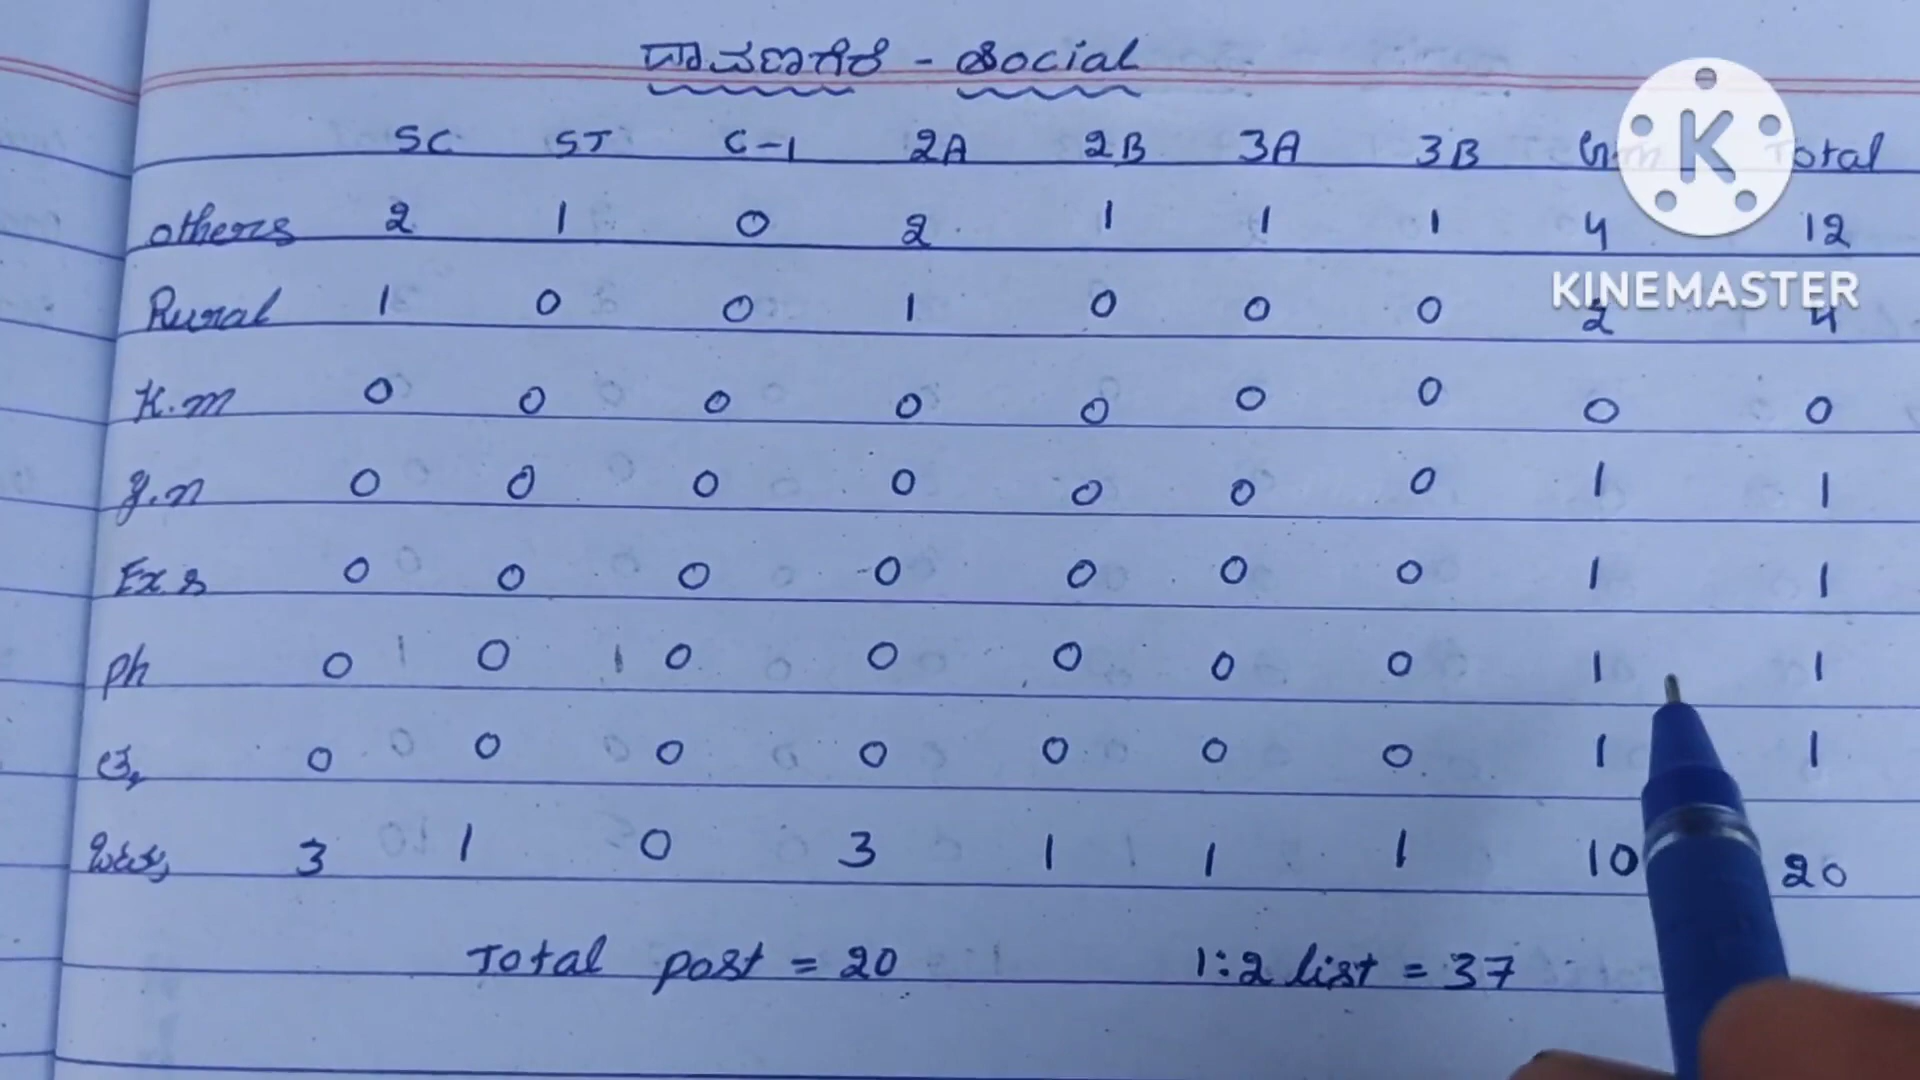 ದಾವಣಗೆರೆ - Social
SC ST C-1 2A 2B 3A 3B Total
others 2 1 0 2 1 1 1 4 12
Rural 1 0 0 1 0 0 0 2 4
K.m 0 0 0 0 0 0 0 0 0
y.n 0 0 0 0 0 0 0 1 1
Ex.s 0 0 0 0 0 0 0 1 1
ph 0 0 0 0 0 0 0 1 1
0 0 0 0 0 0 0 1 1
ಒಟ್ಟು 3 1 0 3 1 1 1 10 20
Total post = 20 1:2 list = 37
K
KINEMASTER